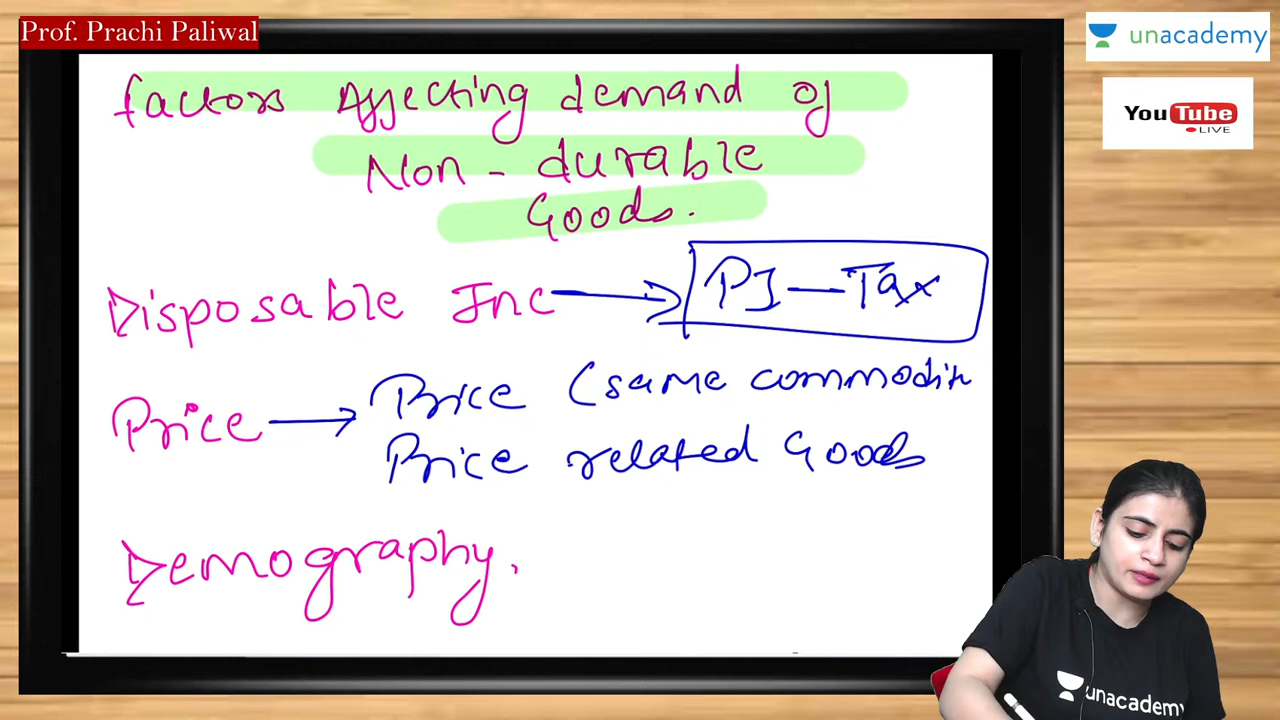 Prof. Prachi Paliwal
unacademy
YouTube
LIVE
factors Affecting demand of
Non-durable
Goods.
Disposable Inc → PI — Tax
Price → Price (same commodit
Price related Goods
Demography.
unacademy